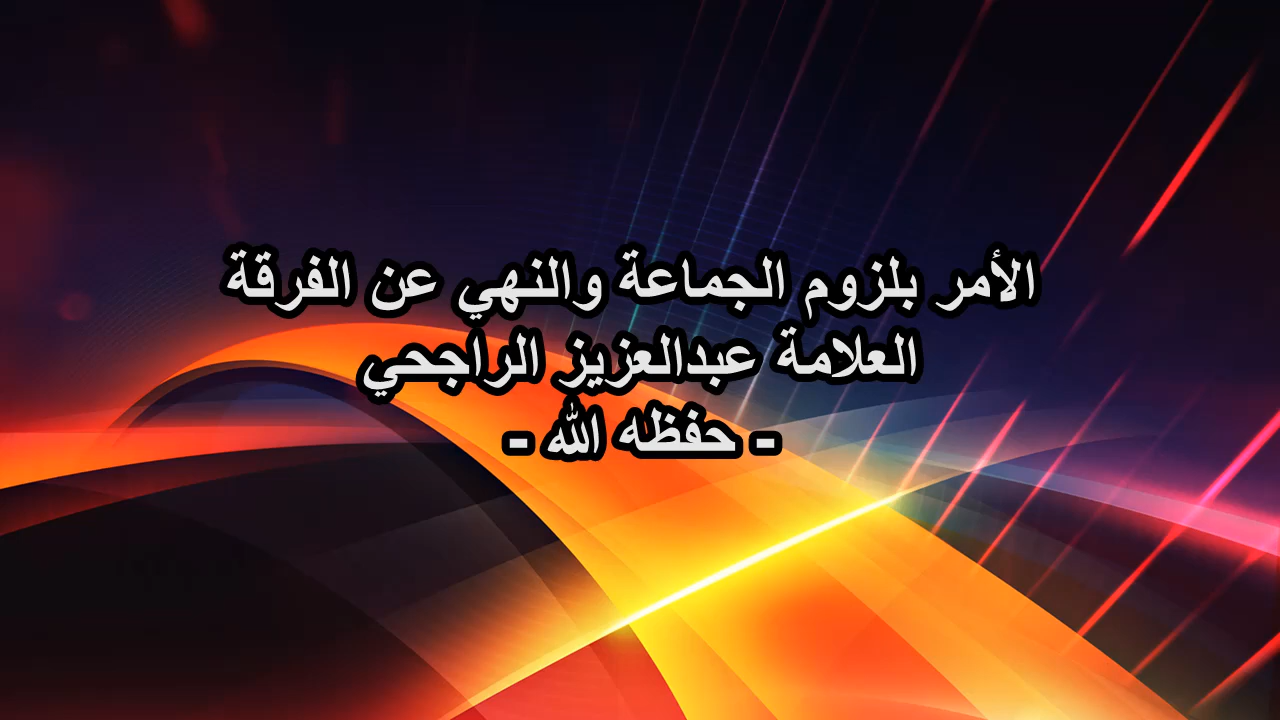 الأمر بلزوم الجماعة والنهي عن الفرقة
العلامة عبدالعزيز الراجحي
- حفظه الله -